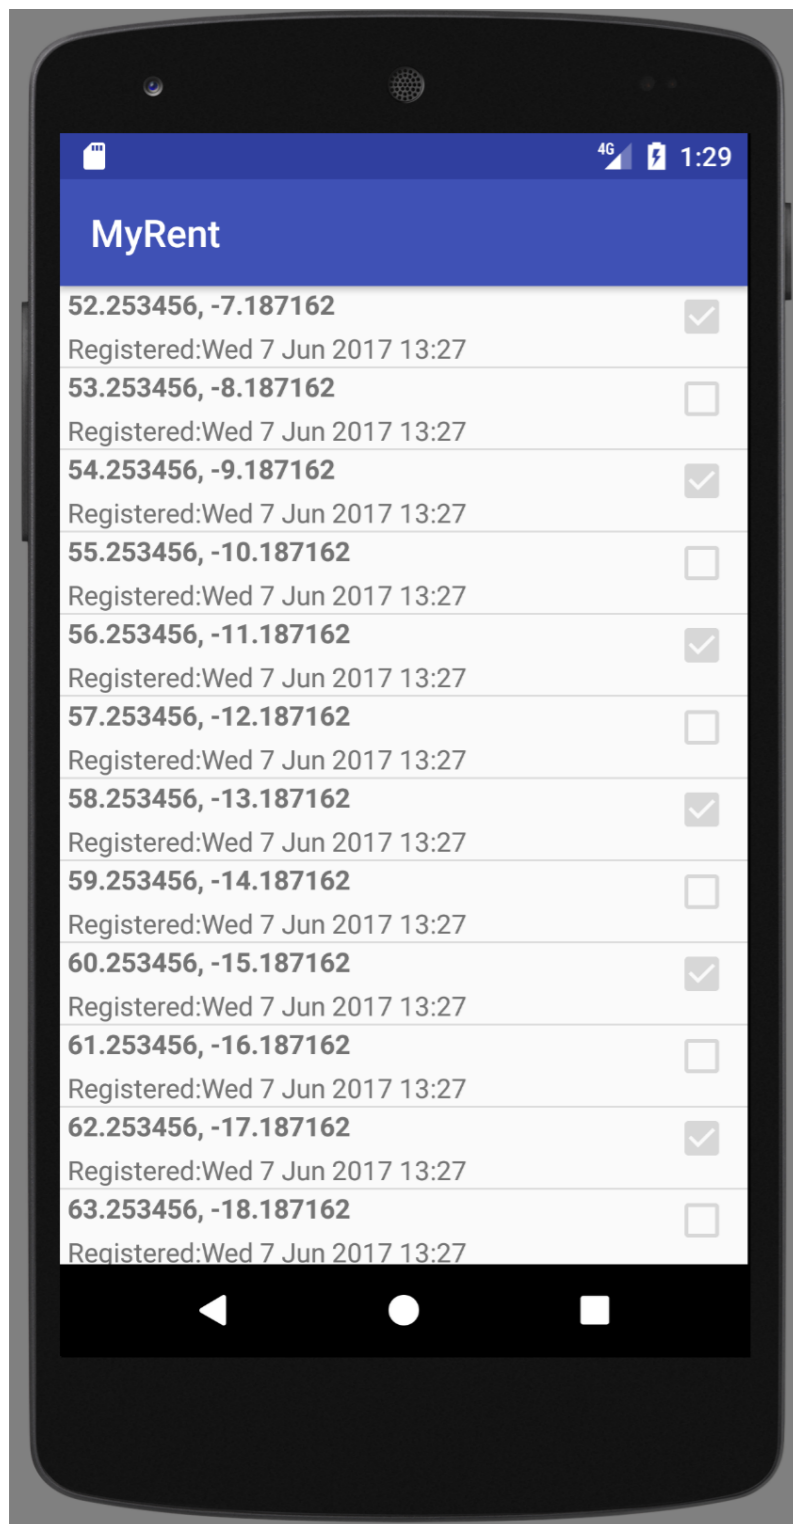 4G 1:29
MyRent
52.253456, -7.187162
Registered:Wed 7 Jun 2017 13:27
53.253456, -8.187162
Registered:Wed 7 Jun 2017 13:27
54.253456, -9.187162
Registered:Wed 7 Jun 2017 13:27
55.253456, -10.187162
Registered:Wed 7 Jun 2017 13:27
56.253456, -11.187162
Registered:Wed 7 Jun 2017 13:27
57.253456, -12.187162
Registered:Wed 7 Jun 2017 13:27
58.253456, -13.187162
Registered:Wed 7 Jun 2017 13:27
59.253456, -14.187162
Registered:Wed 7 Jun 2017 13:27
60.253456, -15.187162
Registered:Wed 7 Jun 2017 13:27
61.253456, -16.187162
Registered:Wed 7 Jun 2017 13:27
62.253456, -17.187162
Registered:Wed 7 Jun 2017 13:27
63.253456, -18.187162
Registered:Wed 7 Jun 2017 13:27